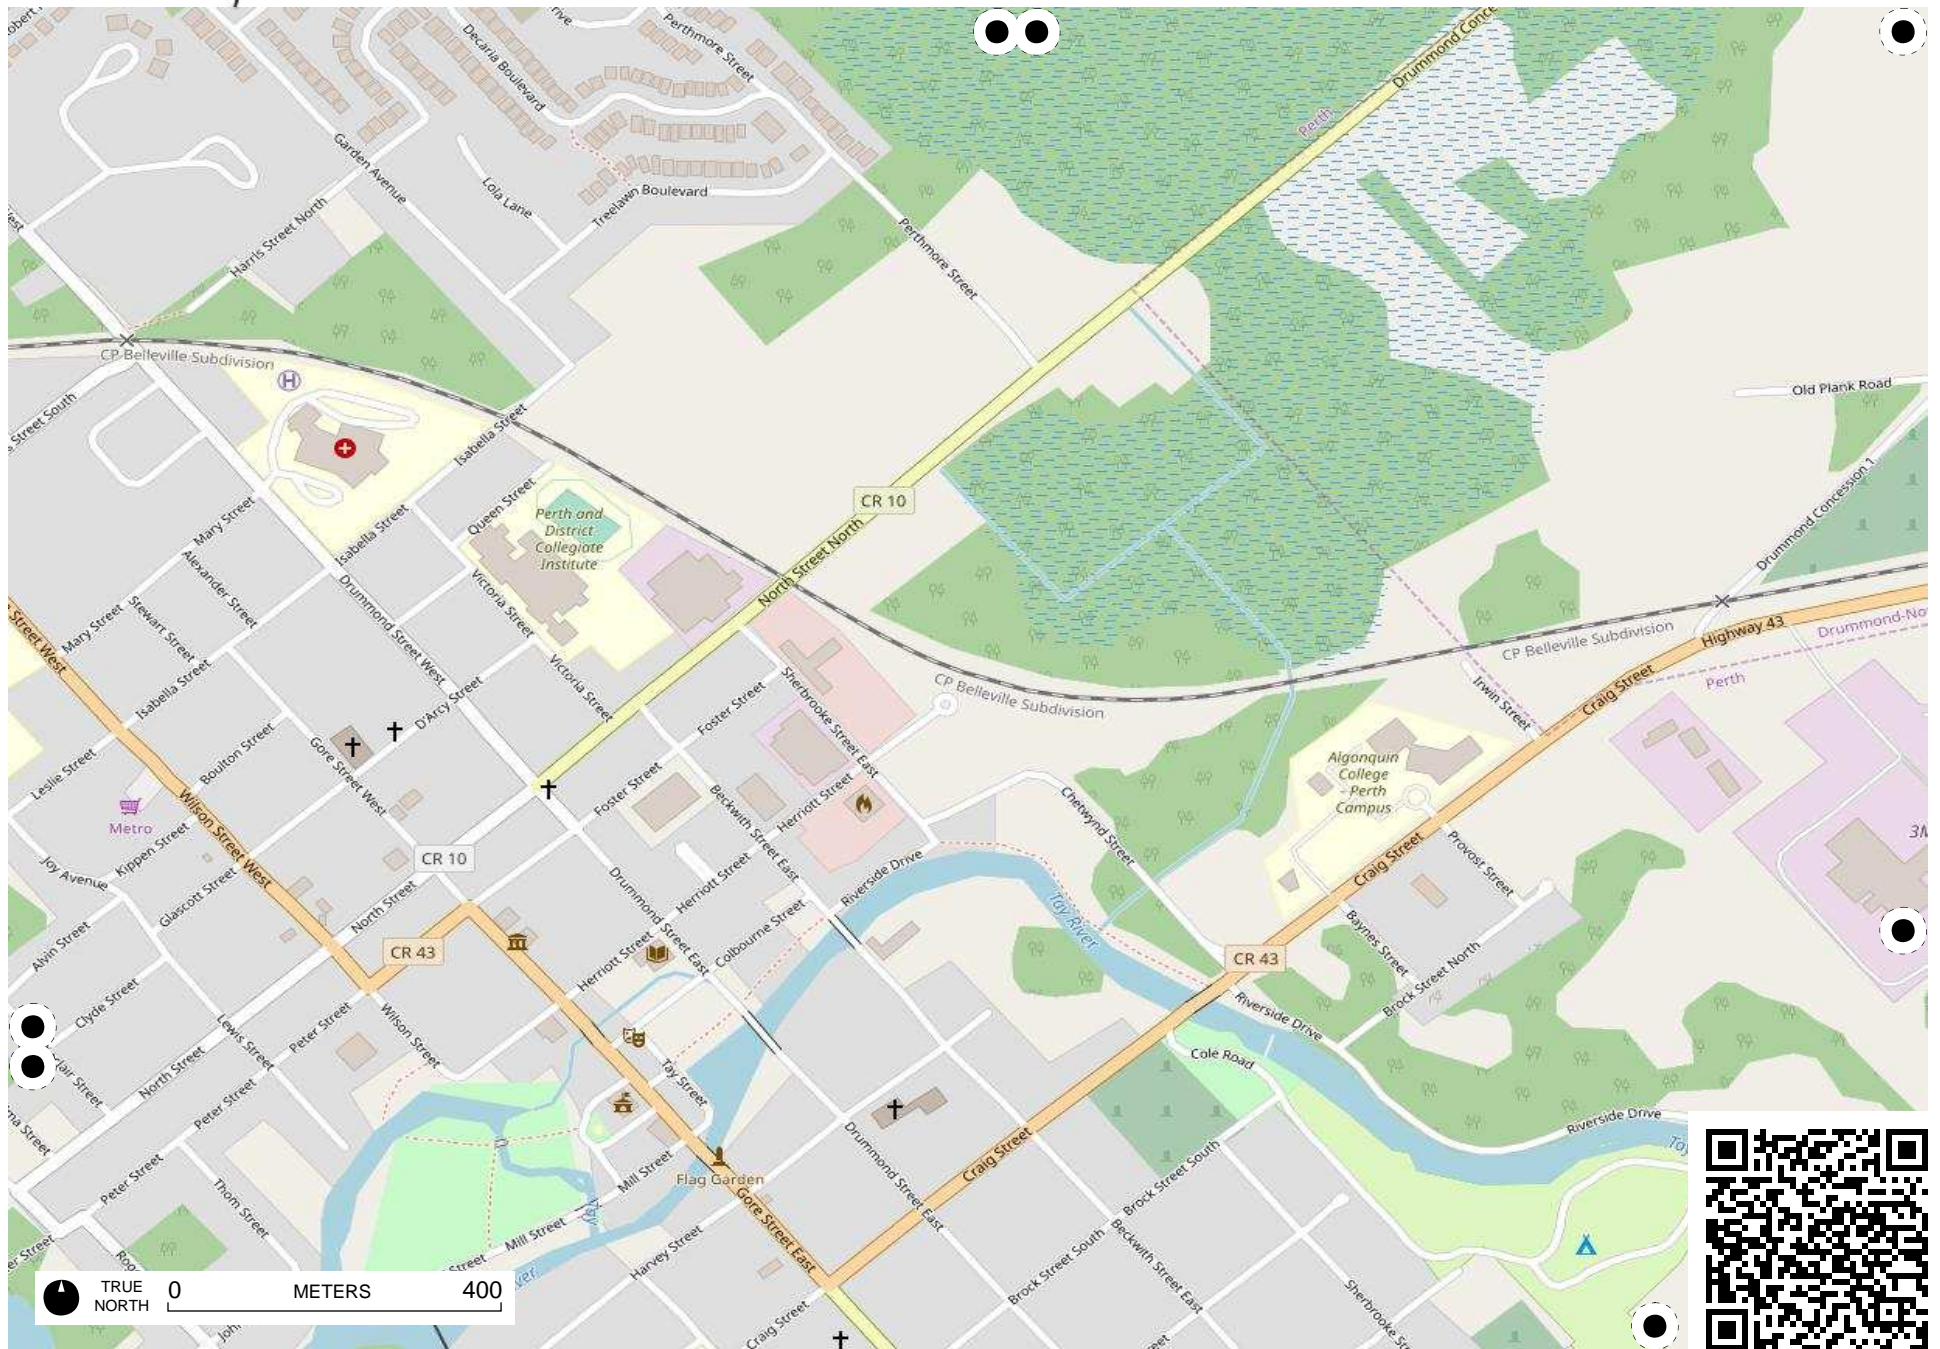 Decaria Boulevard
Perthmore Street
Drummond Conce
Perth
Garden Avenue
Lola Lane
Treelawn Boulevard
Harris Street North
Perthmore Street
CP Belleville Subdivision
H
Street South
Isabella Street
Old Plank Road
Mary Street
Queen Street
Perth and
District
Collegiate
Institute
CR 10
North Street North
Drummond Concession 1
Isabella Street
Alexander Street
Victoria Street
Drummond Street West
Stewart Street
Mary Street
Street West
Isabella Street
D'Arcy Street
Victoria Street
Sherbrooke Street East
Foster Street
CP Belleville Subdivision
CP Belleville Subdivision
Highway 43
Drummond-No
Perth
Craig Street
Irwin Street
Gore Street West
Boulton Street
Leslie Street
Metro
Wilson Street West
Foster Street
Beckwith Street East
Herriott Street
Chetwynd Street
Algonquin
College
- Perth
Campus
Craig Street
Provost Street
3M
Joy Avenue
Kippen Street
Glascott Street
CR 10
North Street
Drummond Street East
Herriott Street
Riverside Drive
Colbourne Street
Tay River
Baynes Street
Brock Street North
CR 43
CR 43
Alvin Street
Clyde Street
Herriott Street
Riverside Drive
Wilson Street
Peter Street
Lewis Street
North Street
Tay Street
Cole Road
Riverside Drive
Peter Street
Peter Street
Thom Street
Mill Street
Flag Garden
Drummond Street East
Craig Street
Brock Street South
Tay
Mill Street
Gore Street East
Harvey Street
Beckwith Street East
Brock Street South
Craig Street
TRUE
NORTH
0 METERS 400